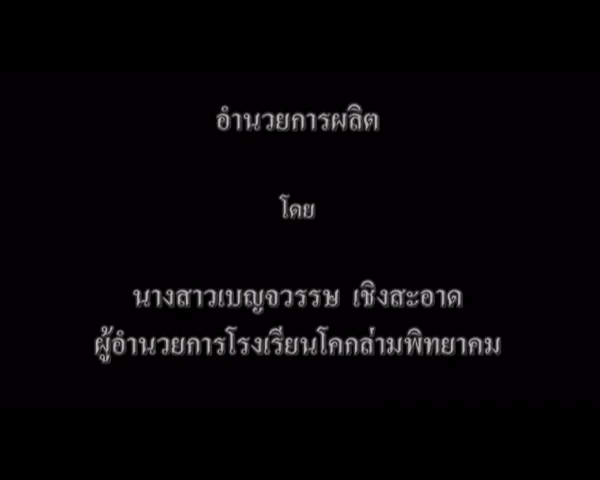 อำนวยการผลิต
โดย
นางสาวเบญจวรรษ เชิงสะอาด
ผู้อำนวยการโรงเรียนโคกล่ามพิทยาคม